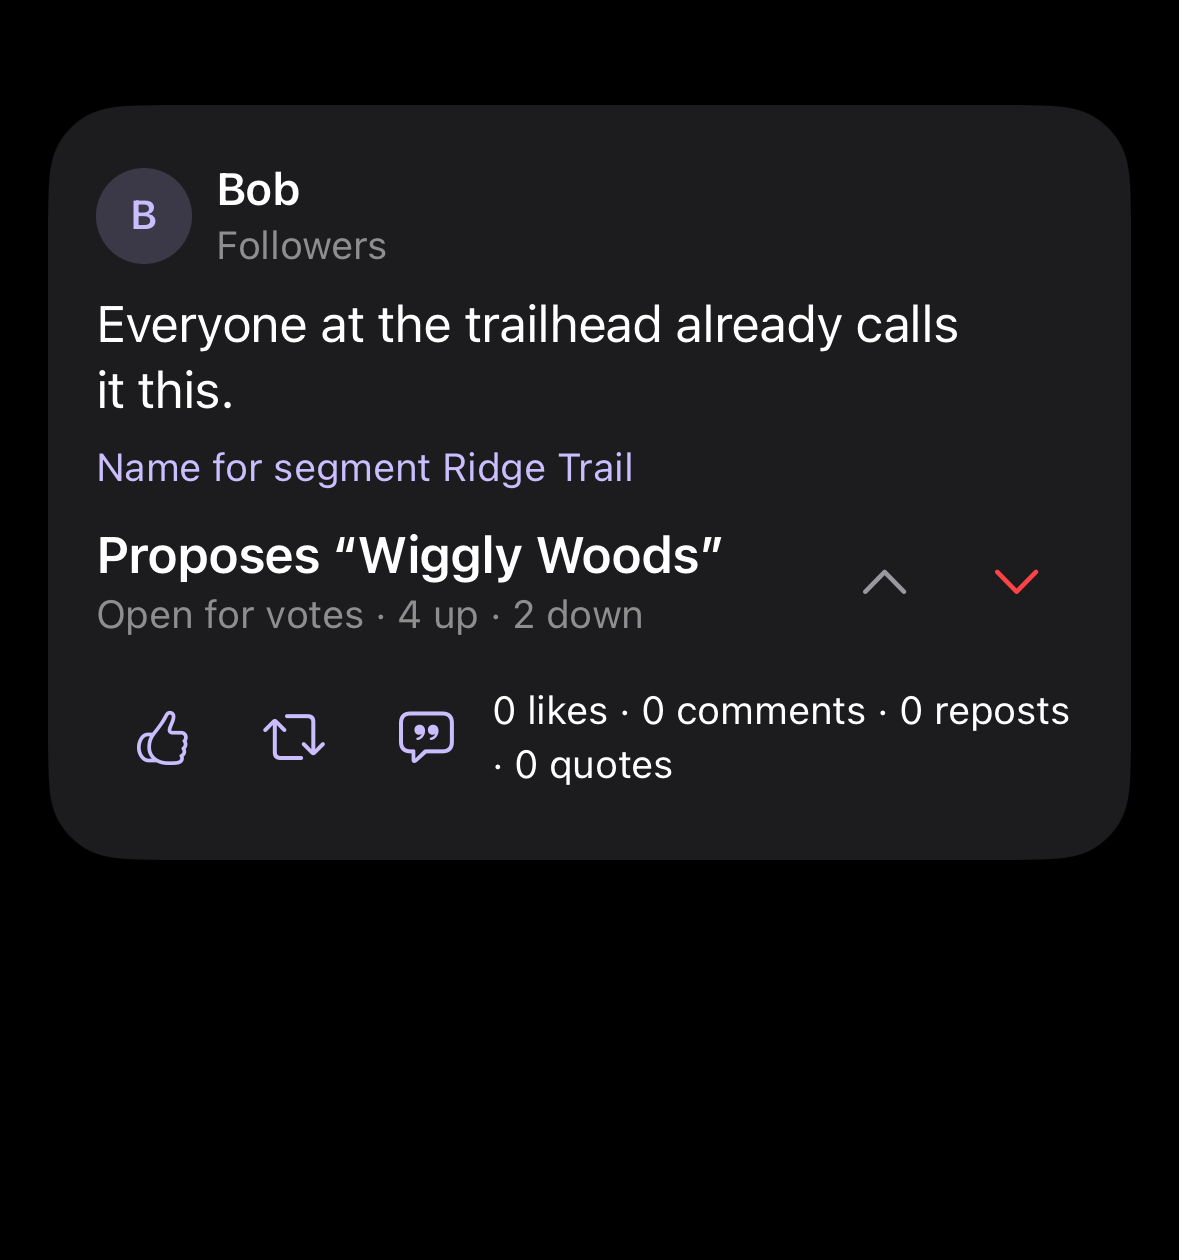 B
Bob
Followers
Everyone at the trailhead already calls
it this.
Name for segment Ridge Trail
Proposes “Wiggly Woods”
Open for votes · 4 up · 2 down
0 likes · 0 comments · 0 reposts
· 0 quotes